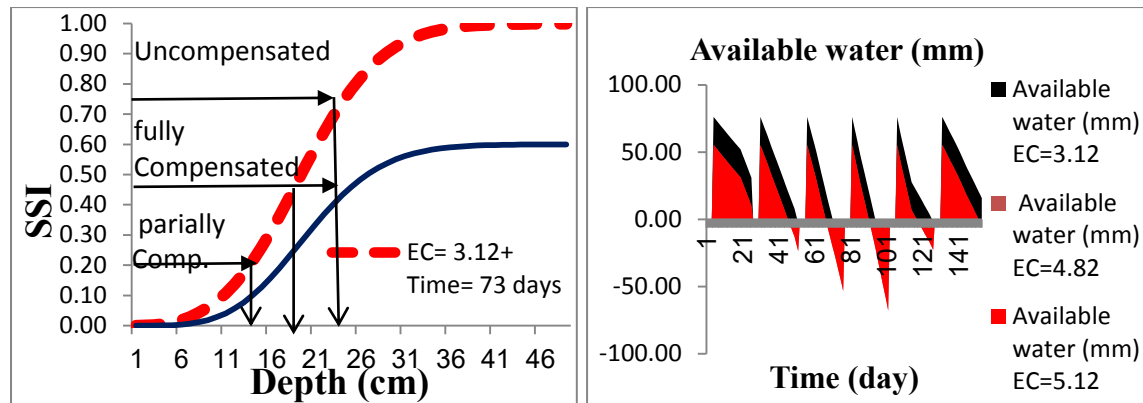 1.00
0.90
0.80
0.70
0.60
0.50
0.40
0.30
0.20
0.10
0.00
SSI
Uncompensated
fully
Compensated
parially
Comp.
EC= 3.12+
Time= 73 days
1 6 11 16 21 26 31 36 41 46
Depth (cm)
Available water (mm)
100.00
50.00
0.00
-50.00
-100.00
1 21 41 61 81 101 121 141
Time (day)
Available
water (mm)
EC=3.12
Available
water (mm)
EC=4.82
Available
water (mm)
EC=5.12